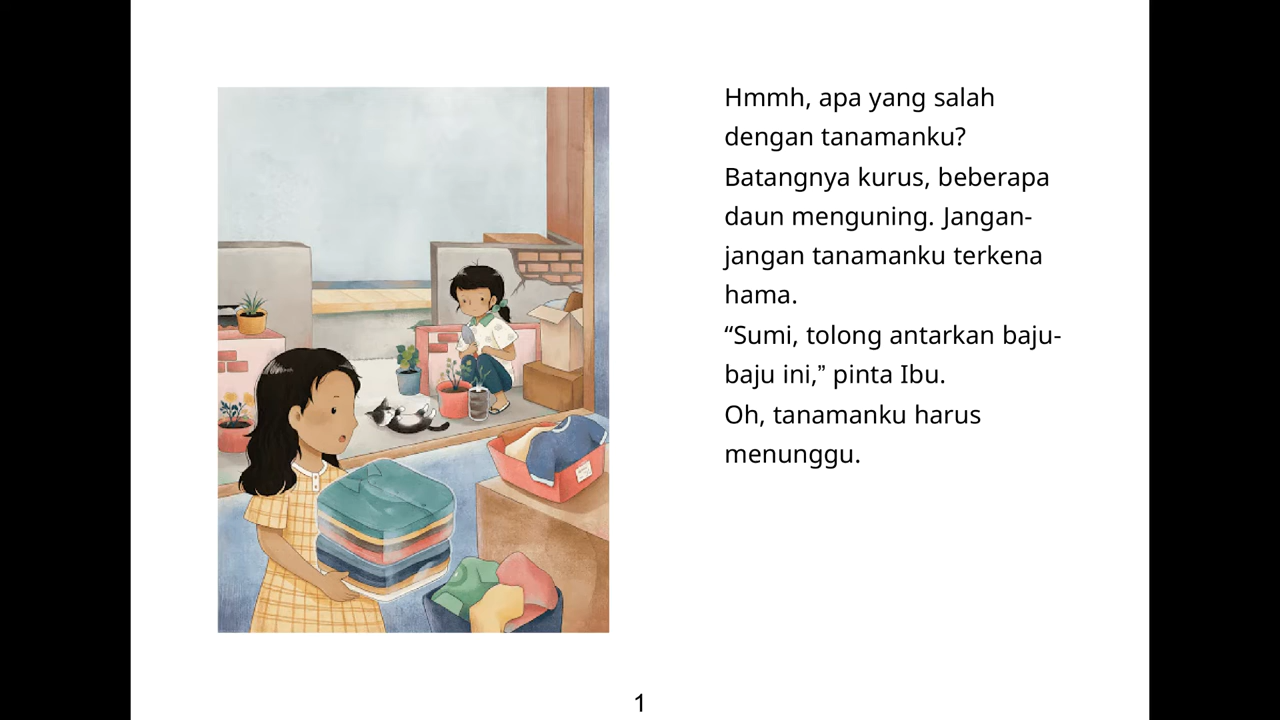 Hmmh, apa yang salah
dengan tanamanku?
Batangnya kurus, beberapa
daun menguning. Jangan-
jangan tanamanku terkena
hama.
“Sumi, tolong antarkan baju-
baju ini,” pinta Ibu.
Oh, tanamanku harus
menunggu.
1